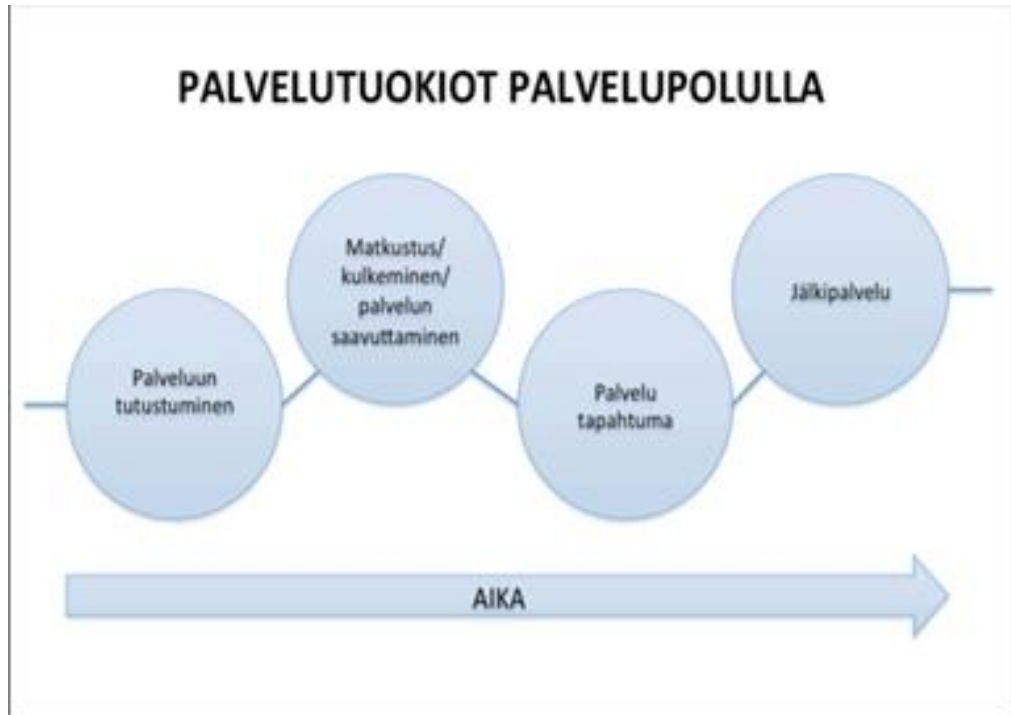 PALVELUTUOKIOT PALVELUPOLULLA
Palveluun
tutustuminen
Matkustus/
kulkeminen/
palvelun
saavuttaminen
Palvelu
tapahtuma
Jälkipalvelu
AIKA